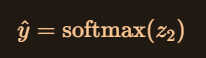 ŷ = softmax(z₂)